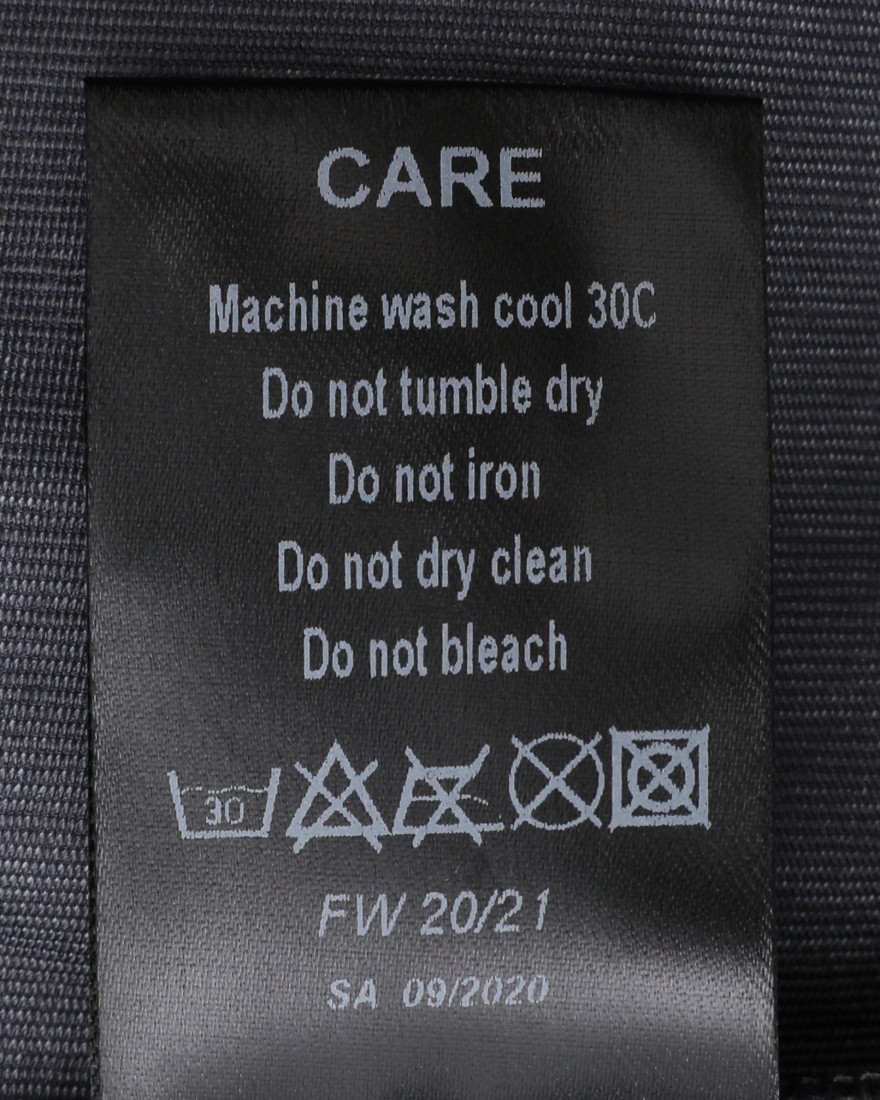 CARE
Machine wash cool 30C
Do not tumble dry
Do not iron
Do not dry clean
Do not bleach
30
FW 20/21
SA 09/2020